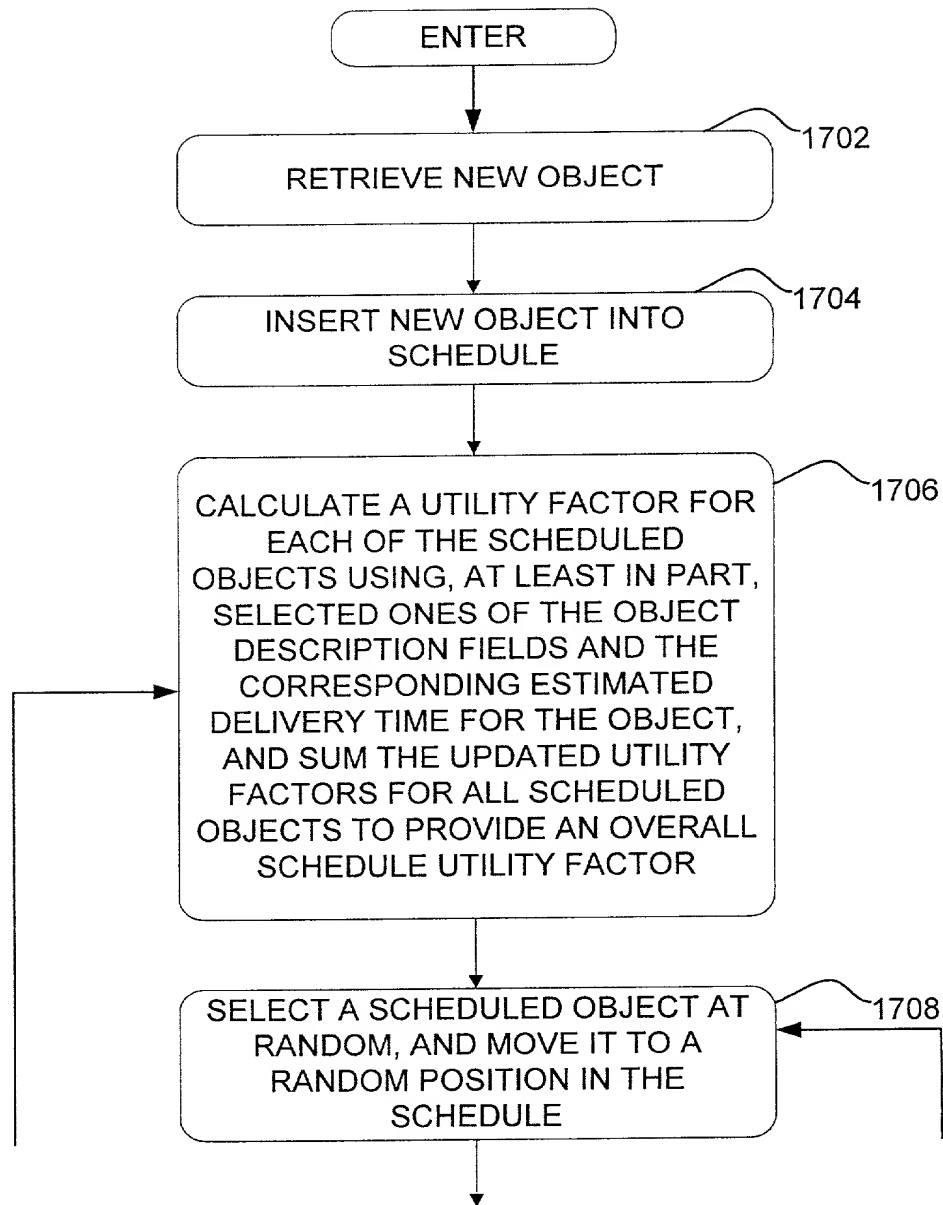 ENTER
1702
RETRIEVE NEW OBJECT
1704
INSERT NEW OBJECT INTO
SCHEDULE
1706
CALCULATE A UTILITY FACTOR FOR
EACH OF THE SCHEDULED
OBJECTS USING, AT LEAST IN PART,
SELECTED ONES OF THE OBJECT
DESCRIPTION FIELDS AND THE
CORRESPONDING ESTIMATED
DELIVERY TIME FOR THE OBJECT,
AND SUM THE UPDATED UTILITY
FACTORS FOR ALL SCHEDULED
OBJECTS TO PROVIDE AN OVERALL
SCHEDULE UTILITY FACTOR
1708
SELECT A SCHEDULED OBJECT AT
RANDOM, AND MOVE IT TO A
RANDOM POSITION IN THE
SCHEDULE